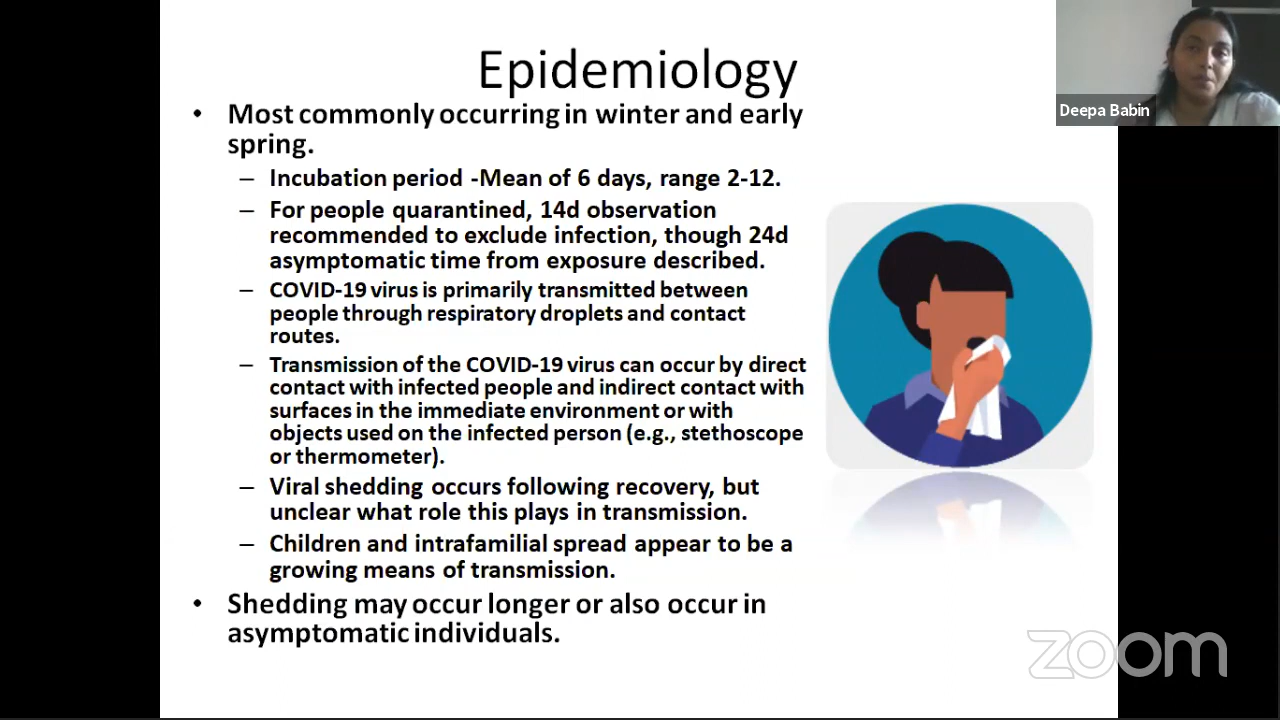 Epidemiology
• Most commonly occurring in winter and early
spring.
– Incubation period -Mean of 6 days, range 2-12.
– For people quarantined, 14d observation
recommended to exclude infection, though 24d
asymptomatic time from exposure described.
– COVID-19 virus is primarily transmitted between
people through respiratory droplets and contact
routes.
– Transmission of the COVID-19 virus can occur by direct
contact with infected people and indirect contact with
surfaces in the immediate environment or with
objects used on the infected person (e.g., stethoscope
or thermometer).
– Viral shedding occurs following recovery, but
unclear what role this plays in transmission.
– Children and intrafamilial spread appear to be a
growing means of transmission.
• Shedding may occur longer or also occur in
asymptomatic individuals.
Deepa Babin
zoom